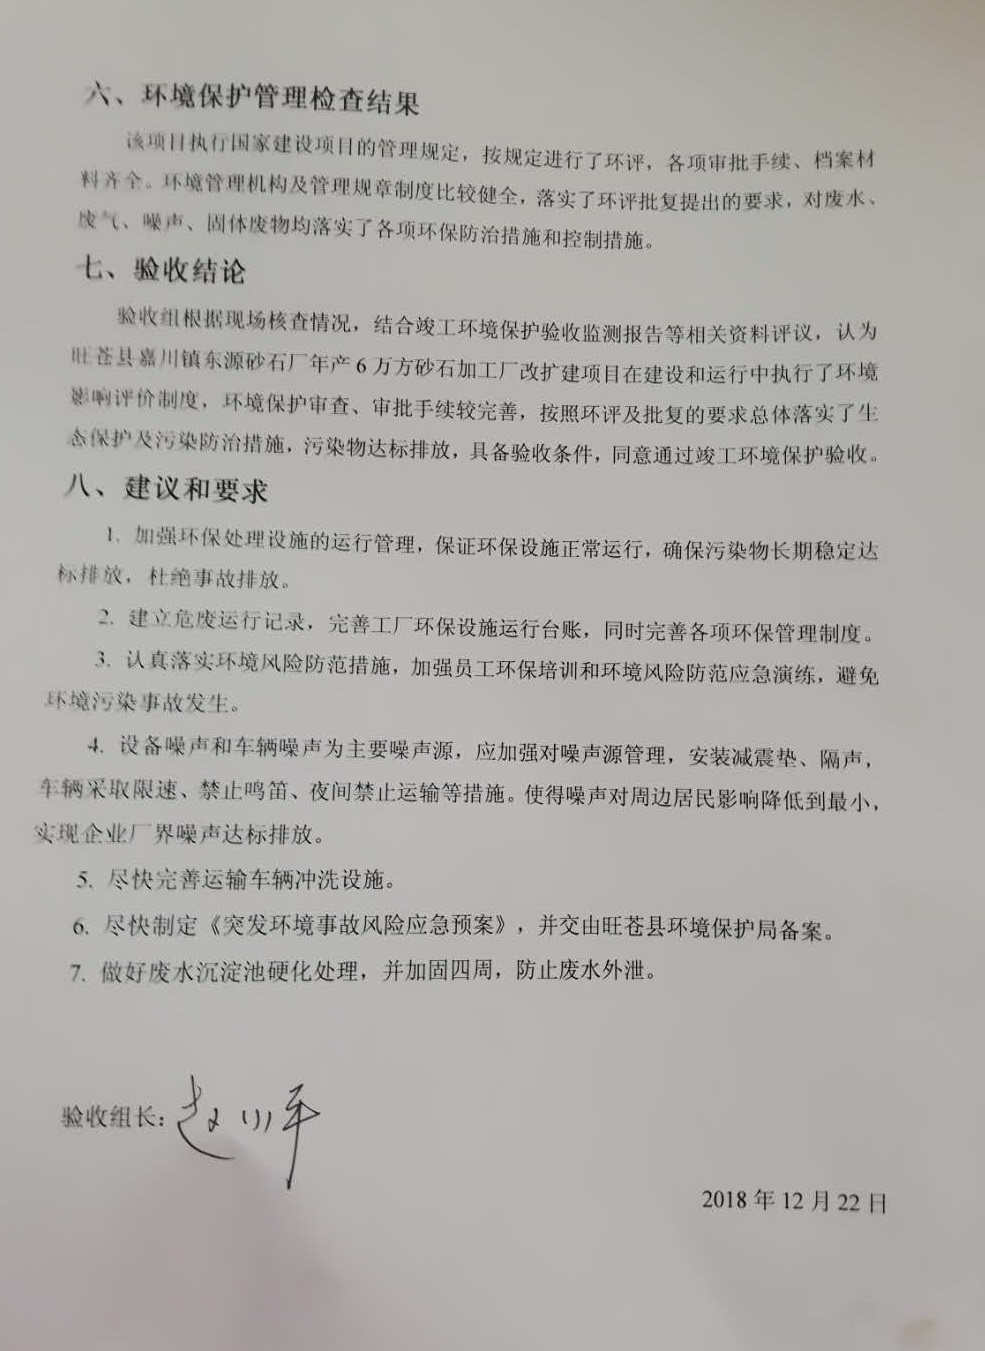 六、环境保护管理检查结果
该项目执行国家建设项目的管理规定，按规定进行了环评，各项审批手续、档案材
料齐全。环境管理机构及管理规章制度比较健全，落实了环评批复提出的要求，对废水、
废气、噪声、固体废物均落实了各项环保防治措施和控制措施。
七、验收结论
验收组根据现场核查情况，结合竣工环境保护验收监测报告等相关资料评议，认为
旺苍县嘉川镇东源砂石厂年产 6 万方砂石加工厂改扩建项目在建设和运行中执行了环境
影响评价制度，环境保护审查、审批手续较完善，按照环评及批复的要求总体落实了生
态保护及污染防治措施，污染物达标排放，具备验收条件，同意通过竣工环境保护验收。
八、建议和要求
1. 加强环保处理设施的运行管理，保证环保设施正常运行，确保污染物长期稳定达
标排放，杜绝事故排放。
2. 建立危废运行记录，完善工厂环保设施运行台账，同时完善各项环保管理制度。
3. 认真落实环境风险防范措施，加强员工环保培训和环境风险防范应急演练，避免
环境污染事故发生。
4. 设备噪声和车辆噪声为主要噪声源，应加强对噪声源管理，安装减震垫、隔声，
车辆采取限速、禁止鸣笛、夜间禁止运输等措施。使得噪声对周边居民影响降低到最小，
实现企业厂界噪声达标排放。
5. 尽快完善运输车辆冲洗设施。
6. 尽快制定《突发环境事故风险应急预案》，并交由旺苍县环境保护局备案。
7. 做好废水沉淀池硬化处理，并加固四周，防止废水外泄。
验收组长：赵川平
2018 年 12 月 22 日